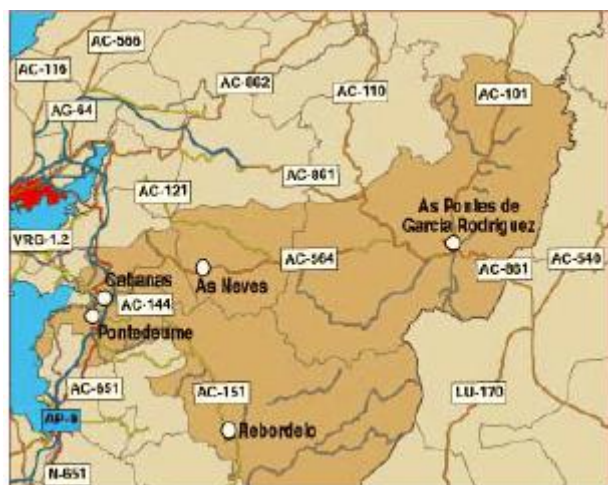 AC-566
AC-116
AC-862
AC-101
AG-64
AC-110
AC-861
AC-121
As Pontes de
García Rodríguez
VRG-1.2
AC-564
AC-861
AC-540
Cabanas
As Neves
AC-144
Pontedeume
AC-651
AC-151
LU-170
AP-9
Rebordelo
N-651